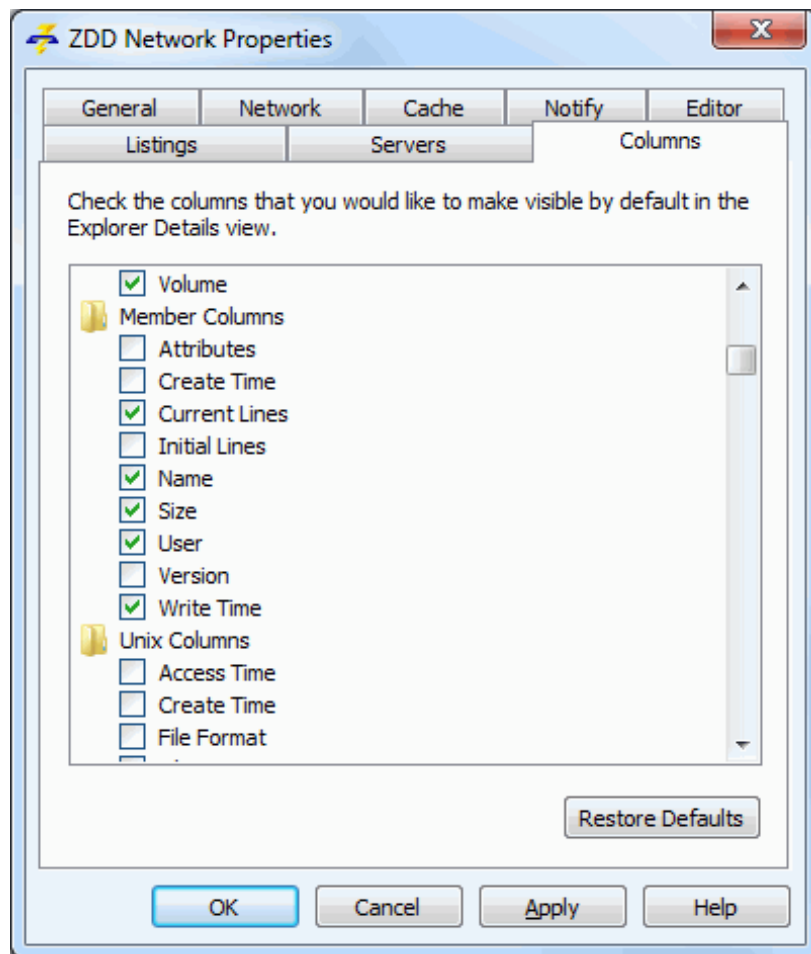 ZDD Network Properties
General
Network
Cache
Notify
Editor
Listings
Servers
Columns
Check the columns that you would like to make visible by default in the
Explorer Details view.
Volume
Member Columns
Attributes
Create Time
Current Lines
Initial Lines
Name
Size
User
Version
Write Time
Unix Columns
Access Time
Create Time
File Format
Restore Defaults
OK
Cancel
Apply
Help